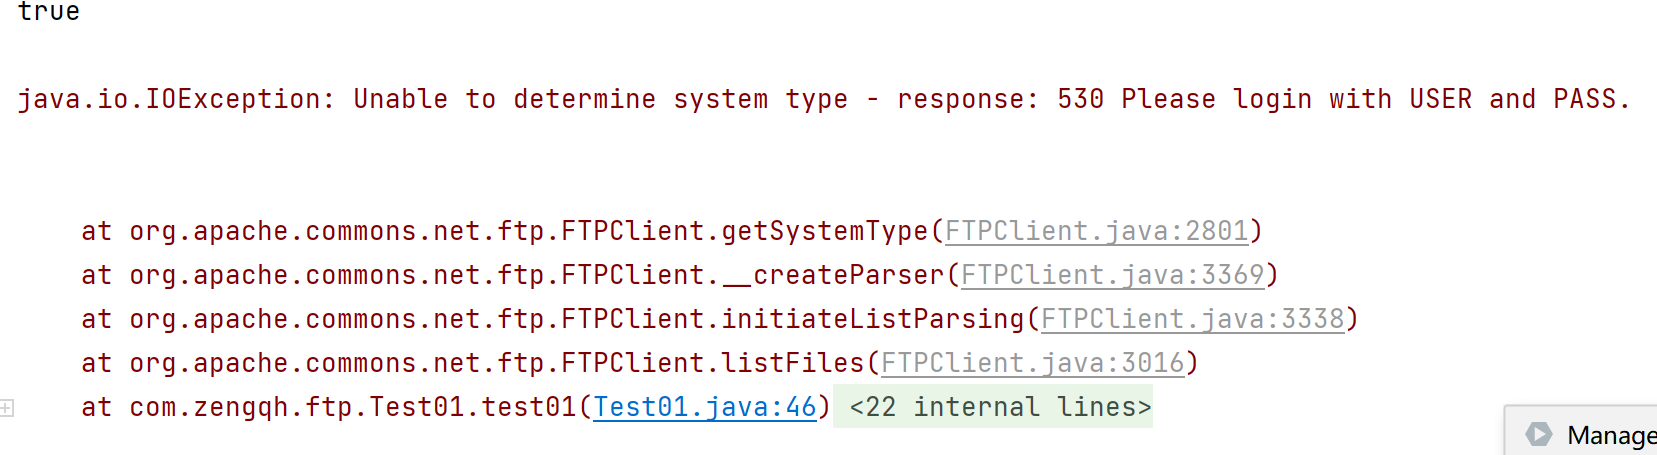 true
java.io.IOException: Unable to determine system type - response: 530 Please login with USER and PASS.
at org.apache.commons.net.ftp.FTPClient.getSystemType(FTPClient.java:2801)
at org.apache.commons.net.ftp.FTPClient.__createParser(FTPClient.java:3369)
at org.apache.commons.net.ftp.FTPClient.initiateListParsing(FTPClient.java:3338)
at org.apache.commons.net.ftp.FTPClient.listFiles(FTPClient.java:3016)
at com.zengqh.ftp.Test01.test01(Test01.java:46) <22 internal lines>
Manage